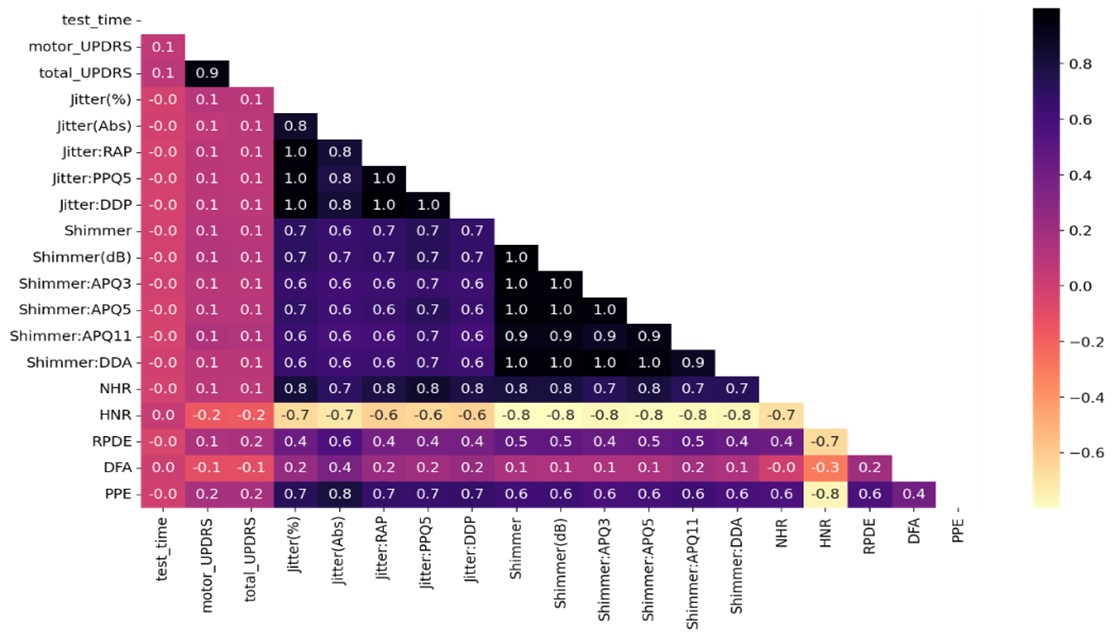 test_time
motor_UPDRS 0.1
total_UPDRS 0.1 0.9
Jitter(%) -0.0 0.1 0.1
Jitter(Abs) -0.0 0.1 0.1 0.8
Jitter:RAP -0.0 0.1 0.1 1.0 0.8
Jitter:PPQ5 -0.0 0.1 0.1 1.0 0.8 1.0
Jitter:DDP -0.0 0.1 0.1 1.0 0.8 1.0 1.0
Shimmer -0.0 0.1 0.1 0.7 0.6 0.7 0.7 0.7
Shimmer(dB) -0.0 0.1 0.1 0.7 0.7 0.7 0.7 0.7 1.0
Shimmer:APQ3 -0.0 0.1 0.1 0.6 0.6 0.6 0.7 0.6 1.0 1.0
Shimmer:APQ5 -0.0 0.1 0.1 0.7 0.6 0.6 0.7 0.6 1.0 1.0 1.0
Shimmer:APQ11 -0.0 0.1 0.1 0.6 0.6 0.6 0.7 0.6 0.9 0.9 0.9 0.9
Shimmer:DDA -0.0 0.1 0.1 0.6 0.6 0.6 0.7 0.6 1.0 1.0 1.0 1.0 0.9
NHR -0.0 0.1 0.1 0.8 0.7 0.8 0.8 0.8 0.8 0.8 0.7 0.8 0.7 0.7
HNR 0.0 -0.2 -0.2 -0.7 -0.7 -0.6 -0.6 -0.6 -0.8 -0.8 -0.8 -0.8 -0.8 -0.8 -0.7
RPDE -0.0 0.1 0.2 0.4 0.6 0.4 0.4 0.4 0.5 0.5 0.4 0.5 0.5 0.4 0.4 -0.7
DFA 0.0 -0.1 -0.1 0.2 0.4 0.2 0.2 0.2 0.1 0.1 0.1 0.1 0.2 0.1 -0.0 -0.3 0.2
PPE -0.0 0.2 0.2 0.7 0.8 0.7 0.7 0.7 0.6 0.6 0.6 0.6 0.6 0.6 0.6 -0.8 0.6 0.4
test_time
motor_UPDRS
total_UPDRS
Jitter(%)
Jitter(Abs)
Jitter:RAP
Jitter:PPQ5
Jitter:DDP
Shimmer
Shimmer(dB)
Shimmer:APQ3
Shimmer:APQ5
Shimmer:APQ11
Shimmer:DDA
NHR
HNR
RPDE
DFA
PPE
0.8
0.6
0.4
0.2
0.0
−0.2
−0.4
−0.6